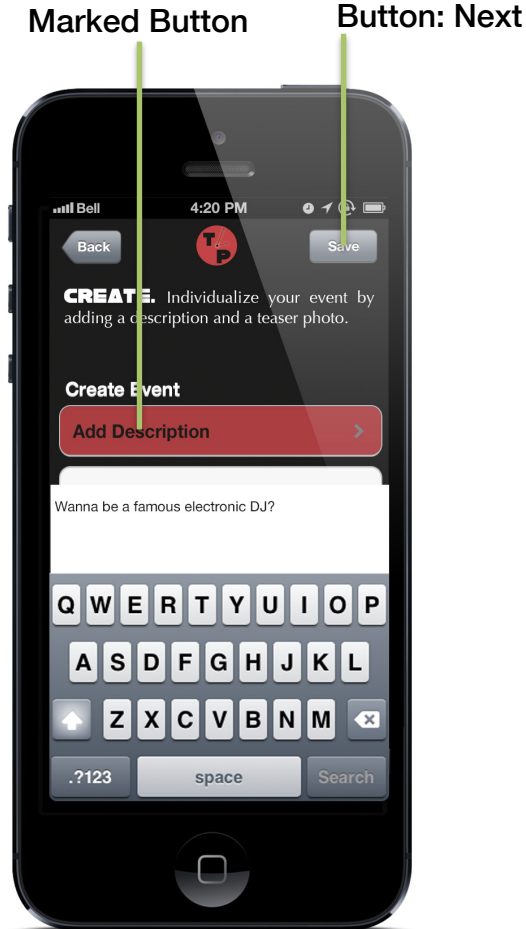 Marked Button
Button: Next
Bell 4:20 PM
Back
TP
Save
CREATE. Individualize your event by
adding a description and a teaser photo.
Create Event
Add Description
Wanna be a famous electronic DJ?
Q W E R T Y U I O P
A S D F G H J K L
Z X C V B N M
.?123 space Search